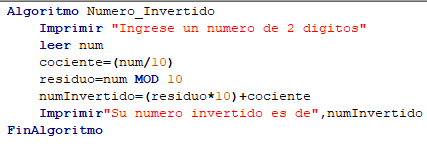 Algoritmo Numero_Invertido
Imprimir "Ingrese un numero de 2 digitos"
leer num
cociente=(num/10)
residuo=num MOD 10
numInvertido=(residuo*10)+cociente
Imprimir"Su numero invertido es de",numInvertido
FinAlgoritmo